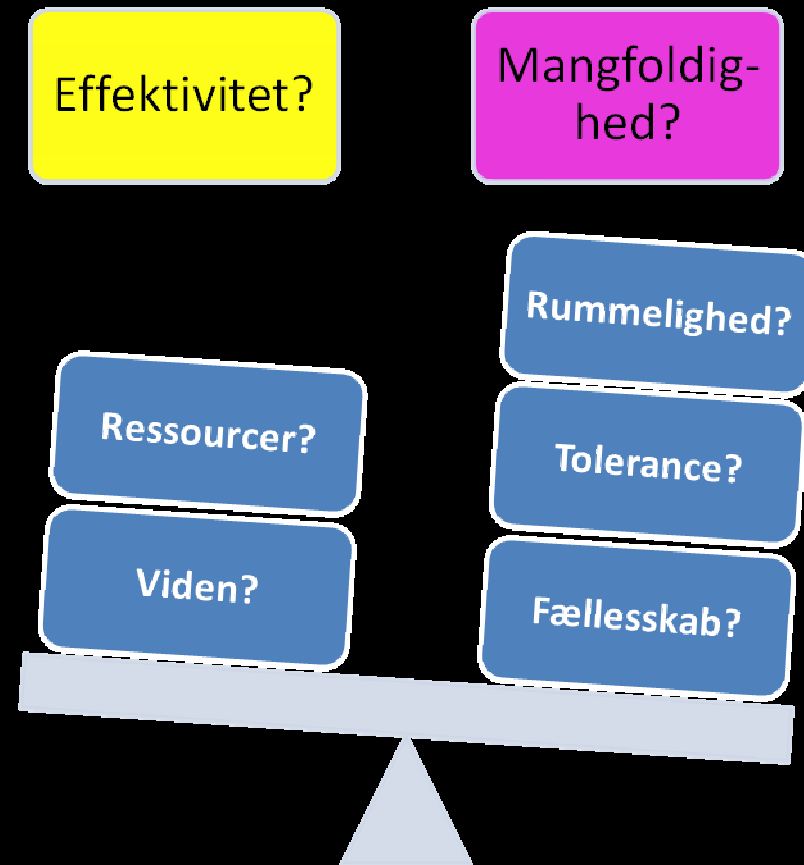 Effektivitet?
Mangfoldig-
hed?
Rummelighed?
Ressourcer?
Tolerance?
Viden?
Fællesskab?